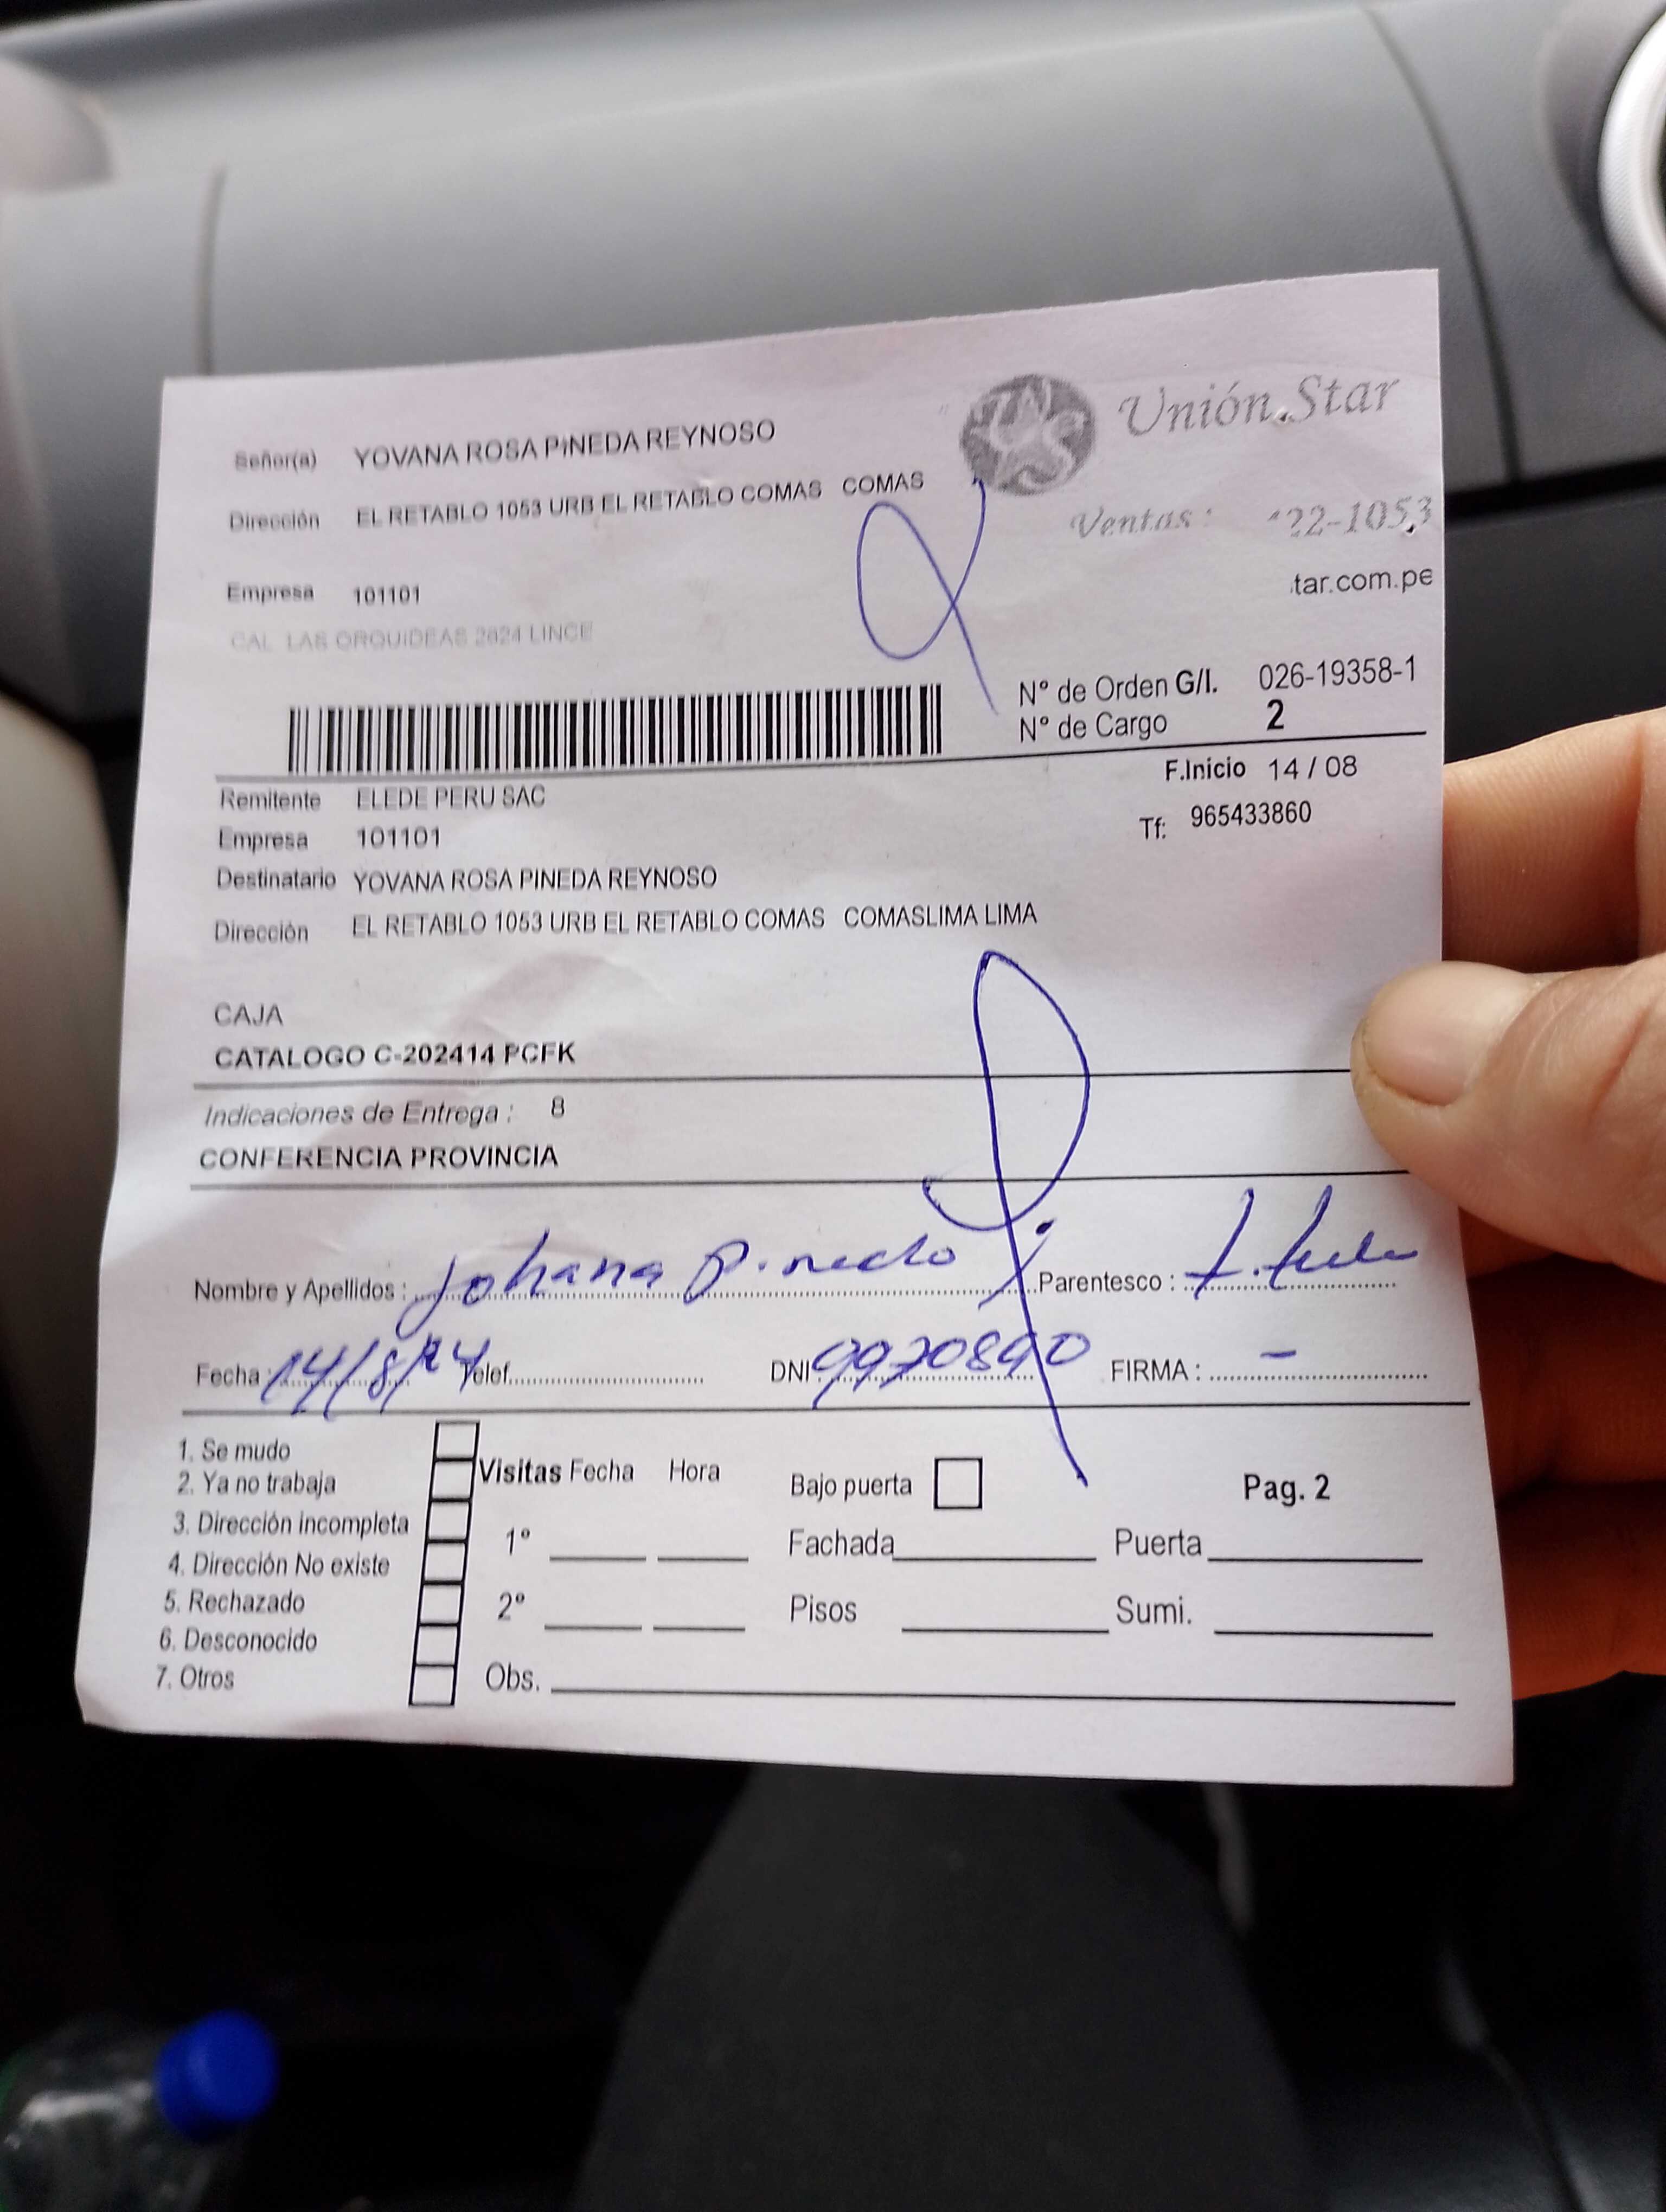 Unión Star
Señor(a) YOVANA ROSA PINEDA REYNOSO
Dirección EL RETABLO 1053 URB EL RETABLO COMAS COMAS
Ventas: 22-1053
Empresa 101101
tar.com.pe
CAL LAS ORQUIDEAS 2624 LINCE
N° de Orden G/I. 026-19358-1
N° de Cargo 2
F.Inicio 14 / 08
Remitente ELEDE PERU SAC
Tf: 965433860
Empresa 101101
Destinatario YOVANA ROSA PINEDA REYNOSO
Dirección EL RETABLO 1053 URB EL RETABLO COMAS COMASLIMA LIMA
CAJA
CATALOGO C-202414 PCFK
Indicaciones de Entrega : 8
CONFERENCIA PROVINCIA
Nombre y Apellidos : Johana Pinedo Parentesco :
Fecha : 14/8/24 Telef. DNI 9970890 FIRMA : -
1. Se mudo
2. Ya no trabaja
3. Dirección incompleta
4. Dirección No existe
5. Rechazado
6. Desconocido
7. Otros
Visitas Fecha Hora
1º
2º
Obs.
Bajo puerta
Pag. 2
Fachada Puerta
Pisos Sumi.